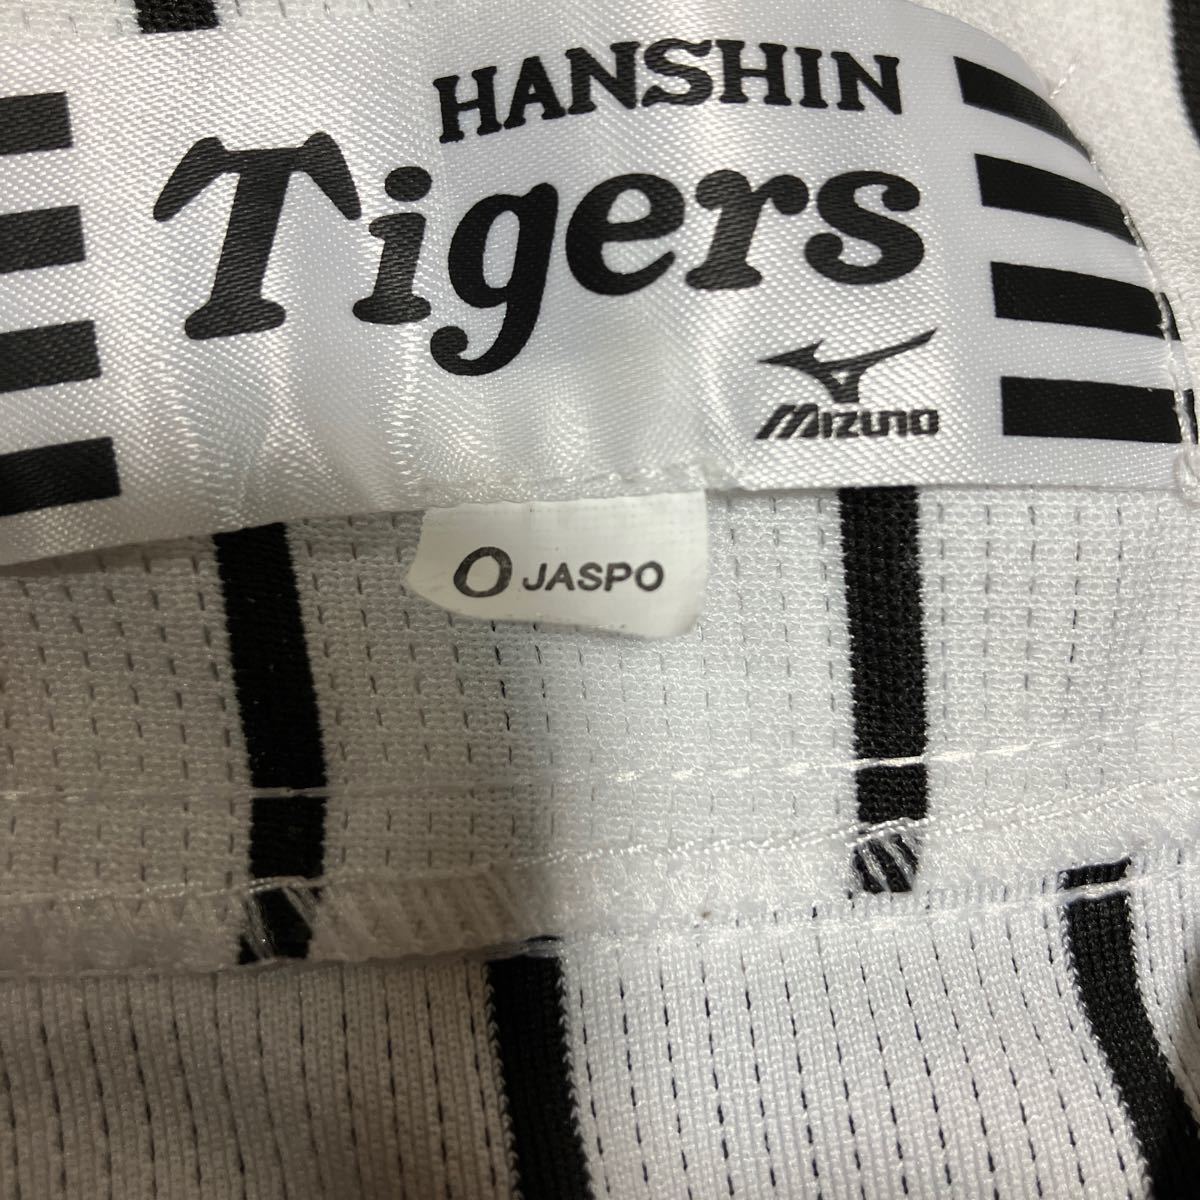 HANSHIN
Tigers
MIZUNO
O JASPO